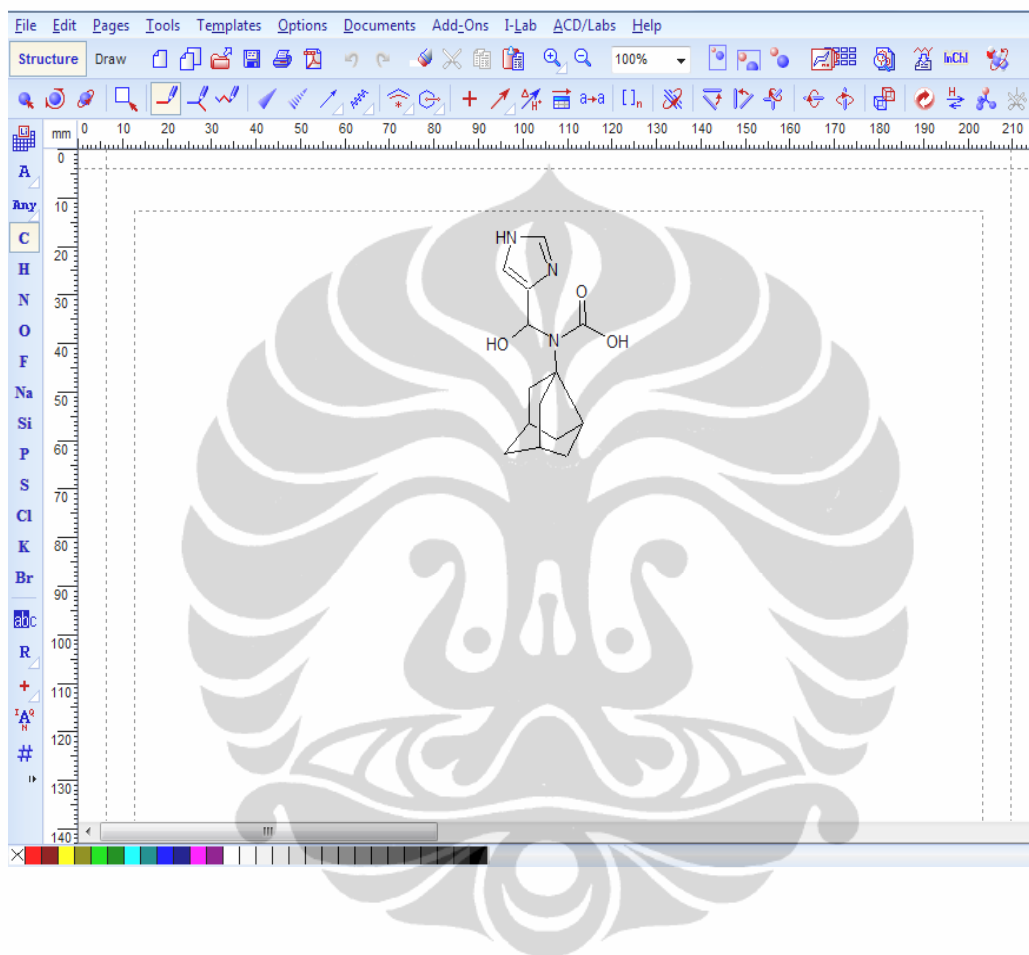 File Edit Pages Tools Templates Options Documents Add-Ons I-Lab ACD/Labs Help
Structure Draw 100% InChI
H a→a [ ]n H
mm 0 10 20 30 40 50 60 70 80 90 100 110 120 130 140 150 160 170 180 190 200 210
Li
0
A
Any
10
C
20
H
N
30
O
40
F
Na
50
Si
60
P
S
70
Cl
K
80
Br
90
abc
100
R
110
I A Q N
120
#
130
140
HN
N
O
HO N OH